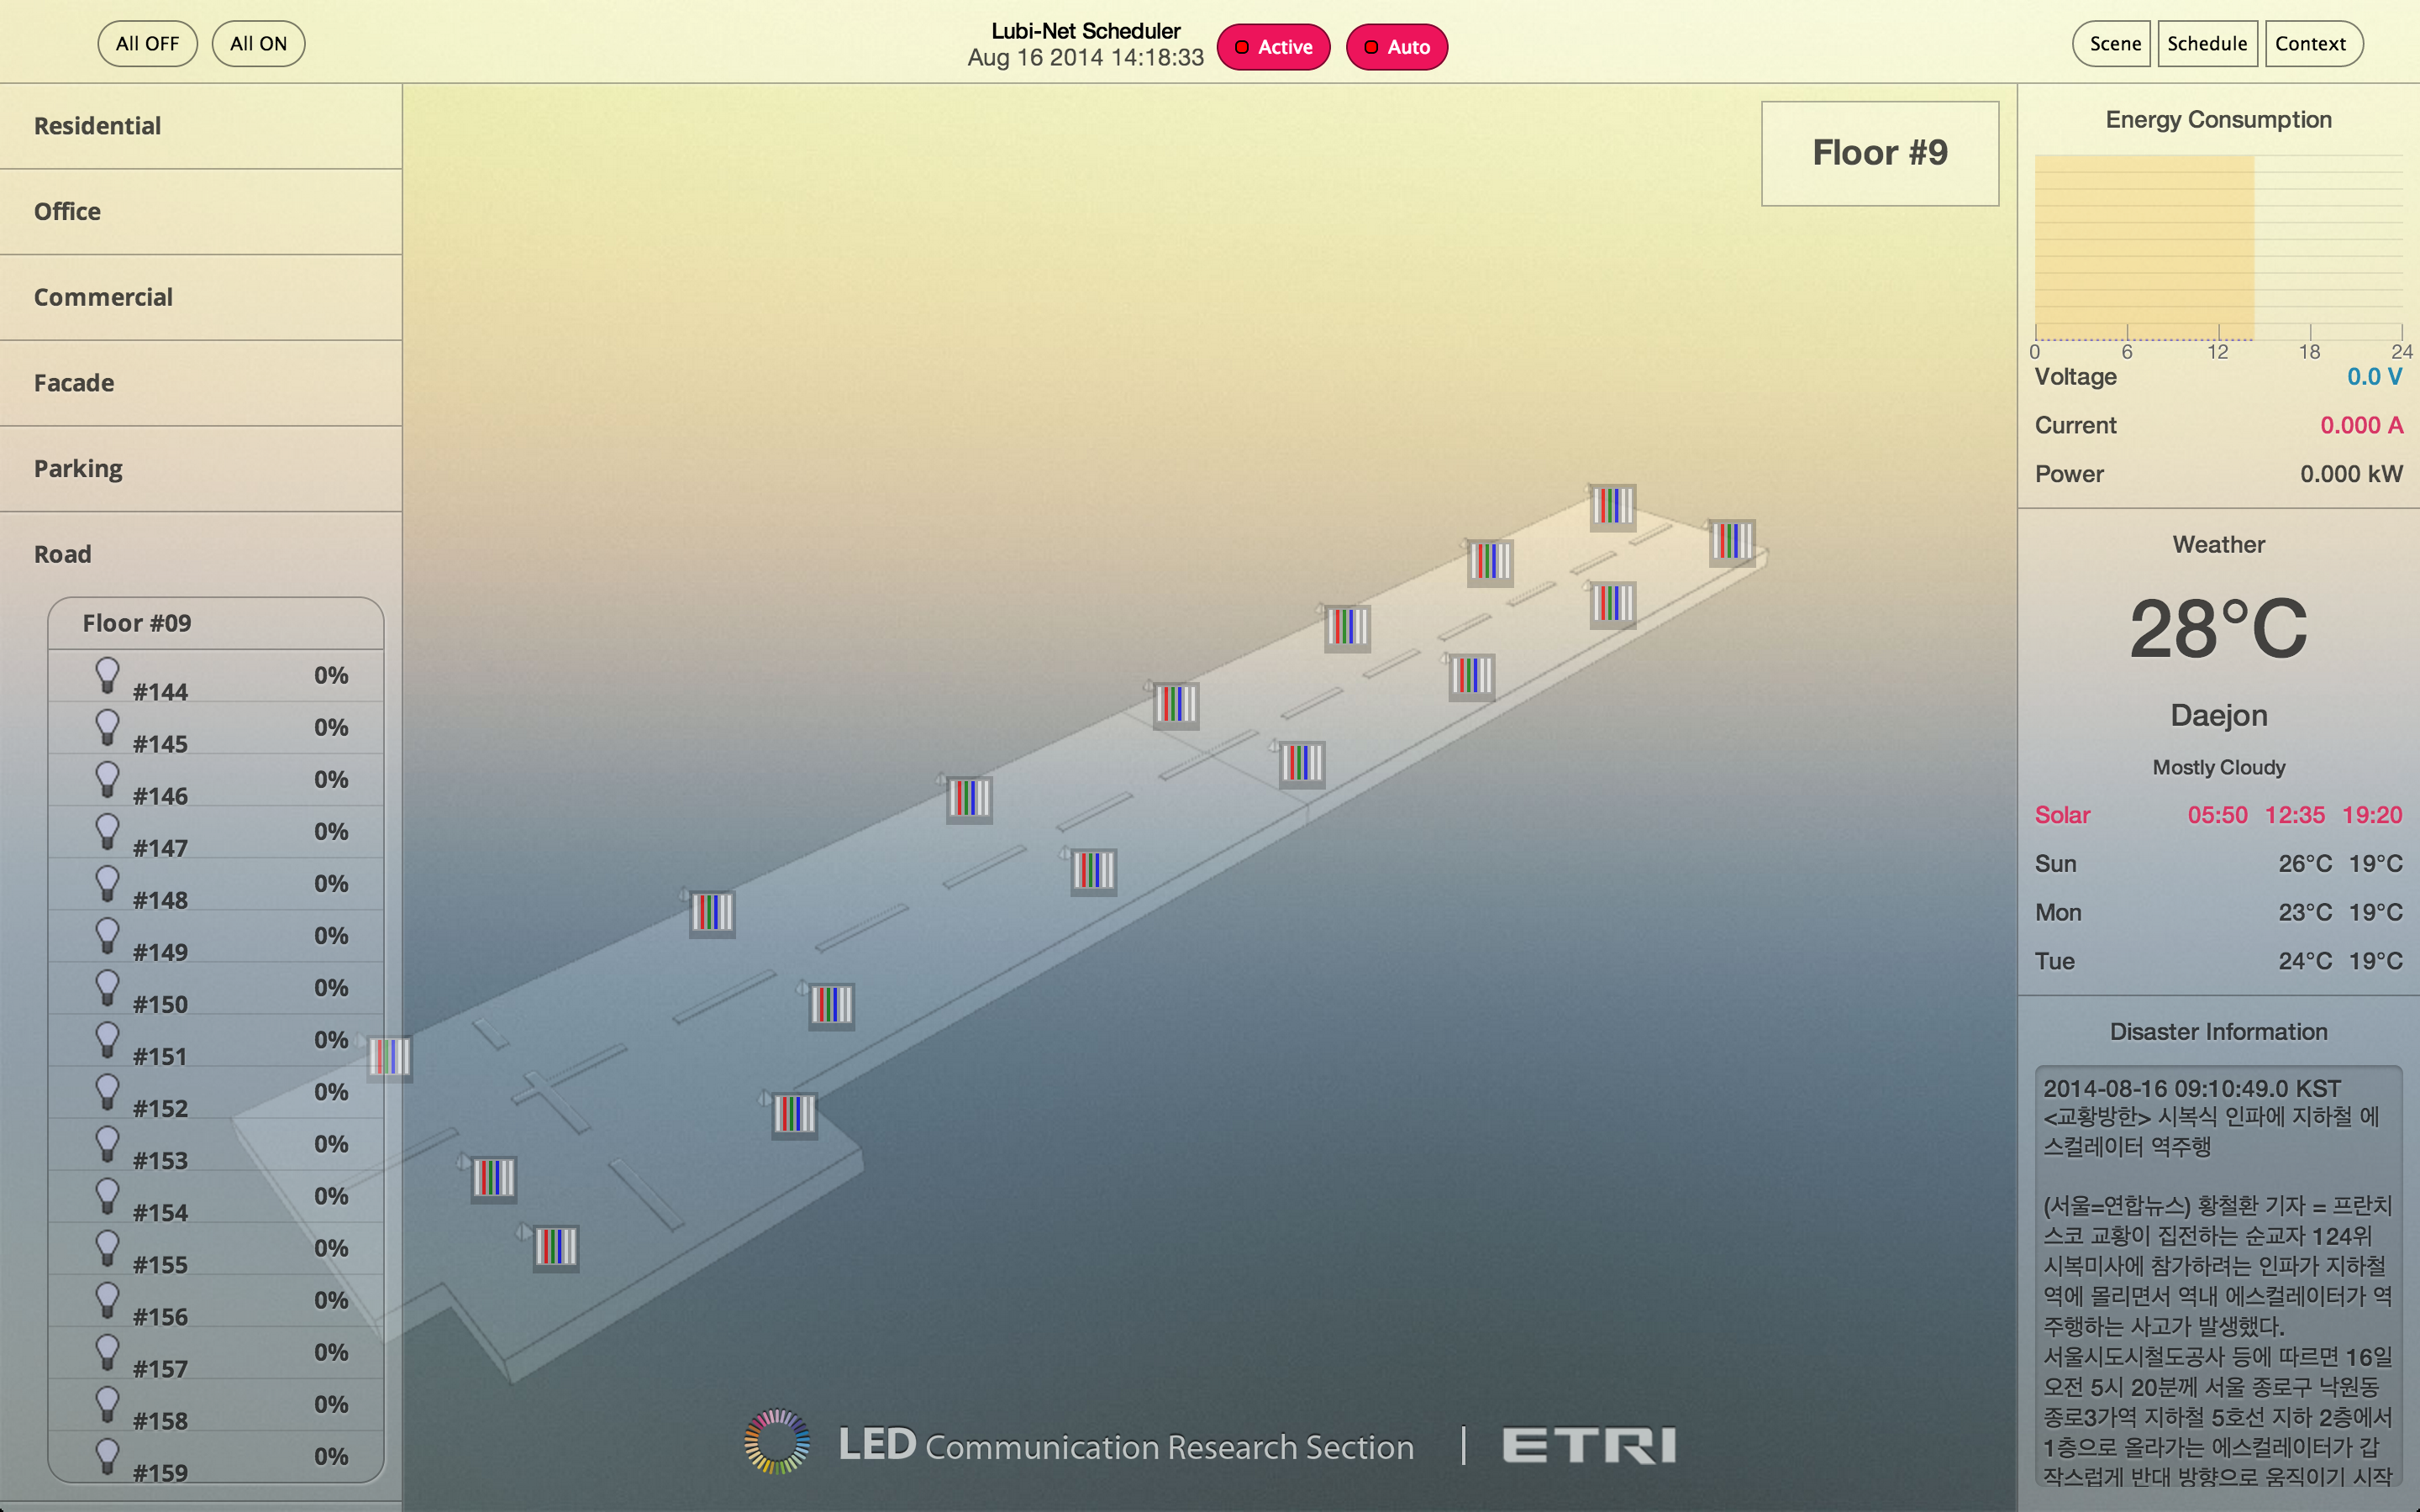 All OFF
All ON
Lubi-Net Scheduler
Aug 16 2014 14:18:33
Active
Auto
Scene
Schedule
Context
Residential
Office
Commercial
Facade
Parking
Road
Floor #09
#144 0%
#145 0%
#146 0%
#147 0%
#148 0%
#149 0%
#150 0%
#151 0%
#152 0%
#153 0%
#154 0%
#155 0%
#156 0%
#157 0%
#158 0%
#159 0%
Floor #9
LED Communication Research Section | ETRI
Energy Consumption
0 6 12 18 24
Voltage 0.0 V
Current 0.000 A
Power 0.000 kW
Weather
28°C
Daejon
Mostly Cloudy
Solar 05:50 12:35 19:20
Sun 26°C 19°C
Mon 23°C 19°C
Tue 24°C 19°C
Disaster Information
2014-08-16 09:10:49.0 KST
<교황방한> 시복식 인파에 지하철 에
스컬레이터 역주행
(서울=연합뉴스) 황철환 기자 = 프란치
스코 교황이 집전하는 순교자 124위
시복미사에 참가하려는 인파가 지하철
역에 몰리면서 역내 에스컬레이터가 역
주행하는 사고가 발생했다.
서울시도시철도공사 등에 따르면 16일
오전 5시 20분께 서울 종로구 낙원동
종로3가역 지하철 5호선 지하 2층에서
1층으로 올라가는 에스컬레이터가 갑
작스럽게 반대 방향으로 움직이기 시작